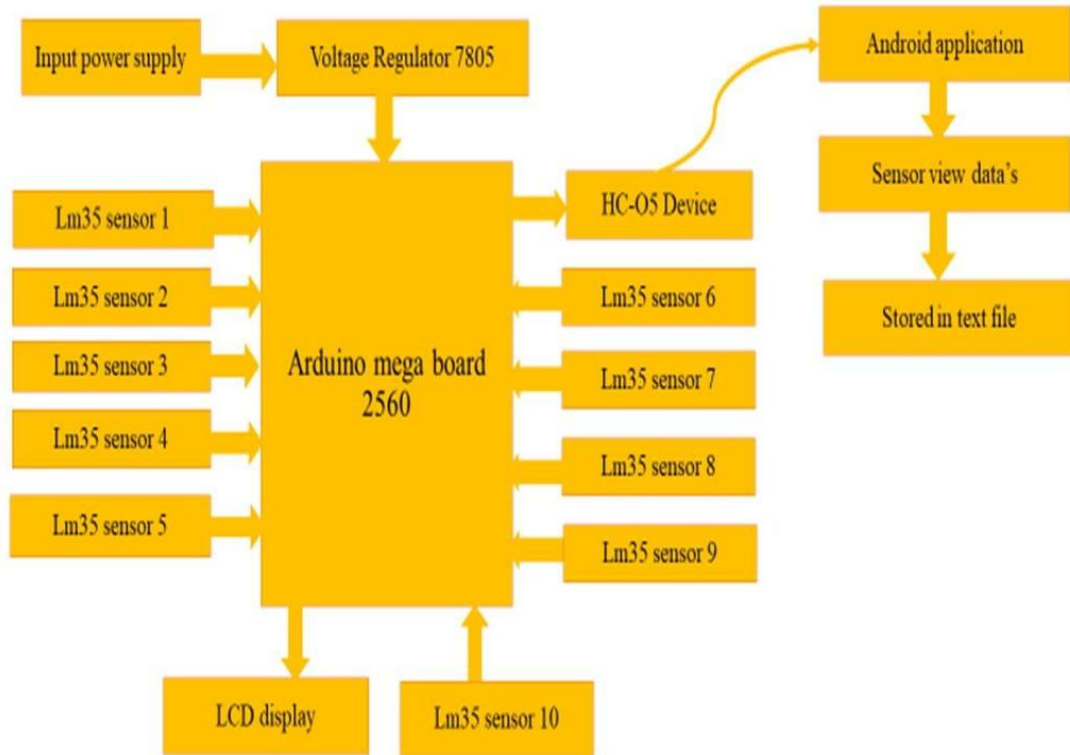 Input power supply
Voltage Regulator 7805
Android application
Sensor view data's
Stored in text file
HC-O5 Device
Lm35 sensor 1
Lm35 sensor 2
Lm35 sensor 3
Lm35 sensor 4
Lm35 sensor 5
Arduino mega board
2560
Lm35 sensor 6
Lm35 sensor 7
Lm35 sensor 8
Lm35 sensor 9
LCD display
Lm35 sensor 10